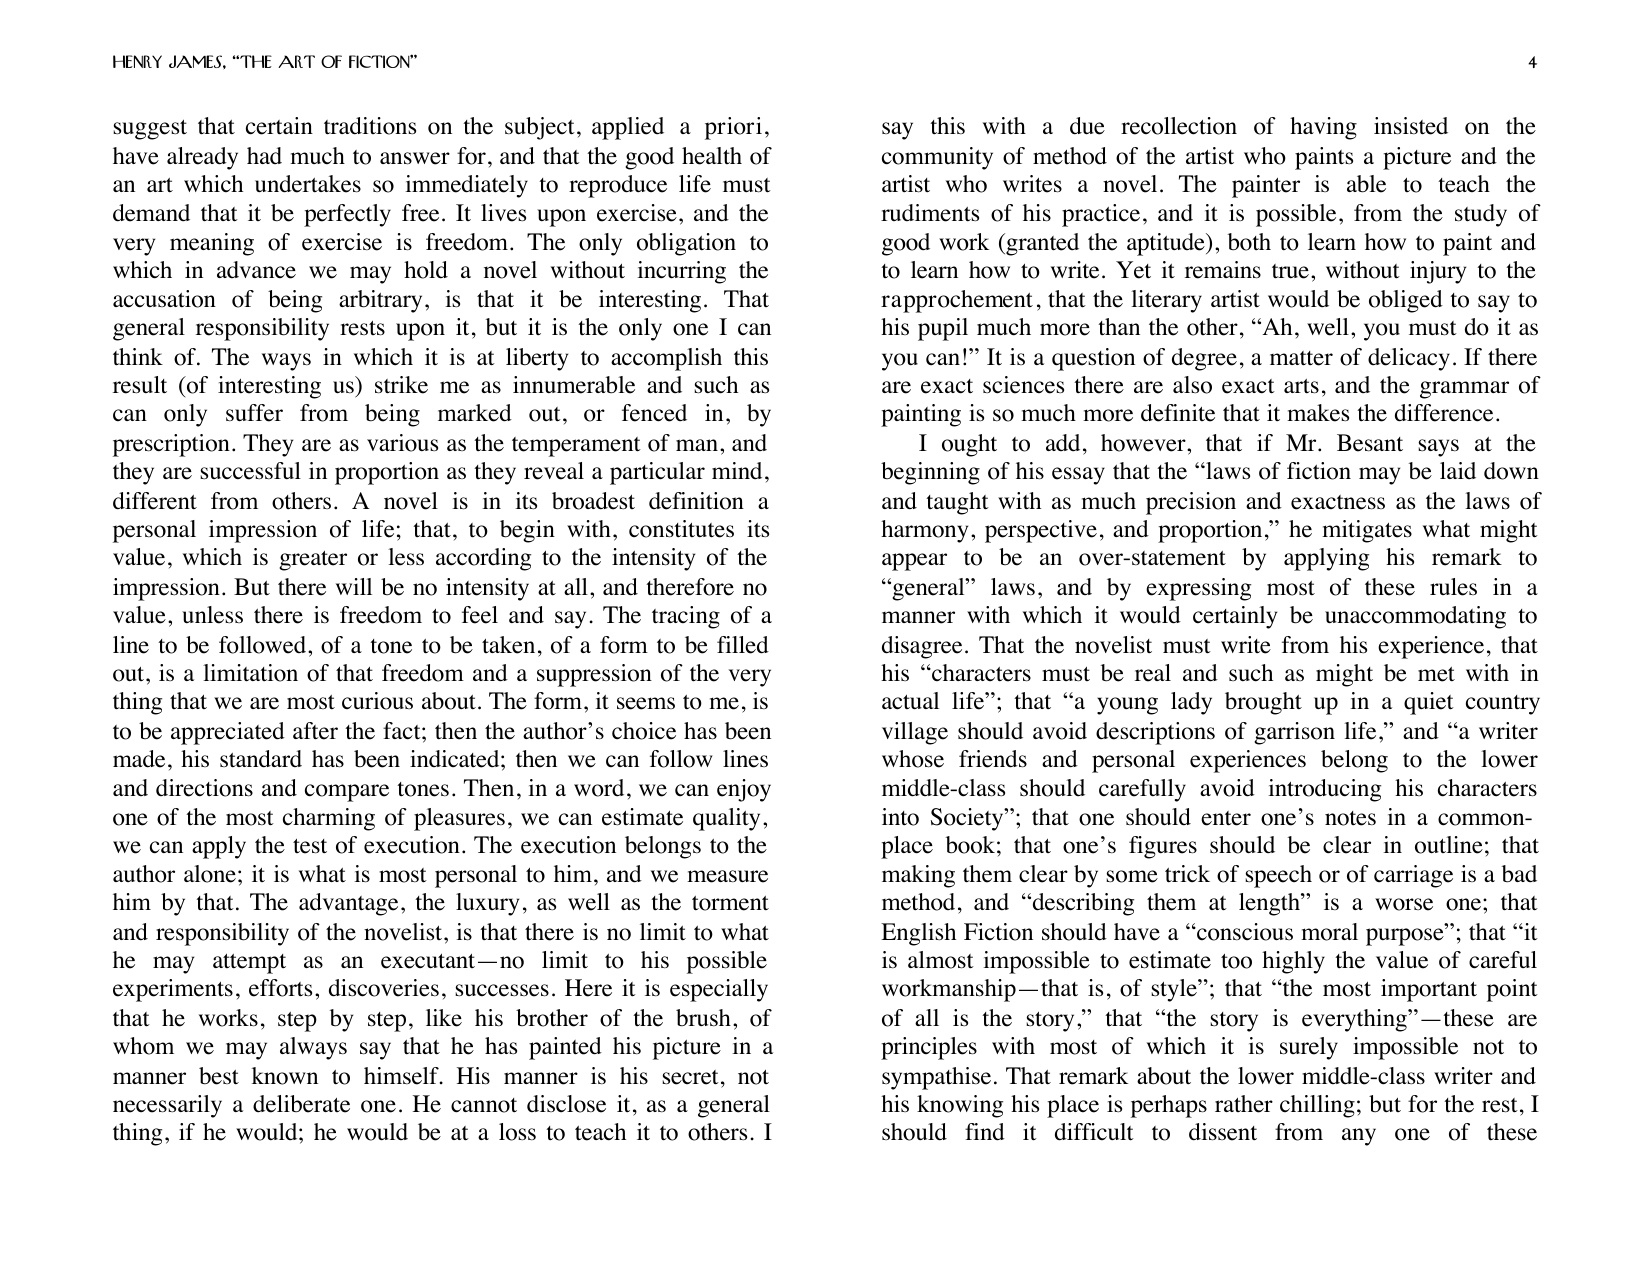 HENRY JAMES, “THE ART OF FICTION”
4
suggest that certain traditions on the subject, applied a priori,
have already had much to answer for, and that the good health of
an art which undertakes so immediately to reproduce life must
demand that it be perfectly free. It lives upon exercise, and the
very meaning of exercise is freedom. The only obligation to
which in advance we may hold a novel without incurring the
accusation of being arbitrary, is that it be interesting. That
general responsibility rests upon it, but it is the only one I can
think of. The ways in which it is at liberty to accomplish this
result (of interesting us) strike me as innumerable and such as
can only suffer from being marked out, or fenced in, by
prescription. They are as various as the temperament of man, and
they are successful in proportion as they reveal a particular mind,
different from others. A novel is in its broadest definition a
personal impression of life; that, to begin with, constitutes its
value, which is greater or less according to the intensity of the
impression. But there will be no intensity at all, and therefore no
value, unless there is freedom to feel and say. The tracing of a
line to be followed, of a tone to be taken, of a form to be filled
out, is a limitation of that freedom and a suppression of the very
thing that we are most curious about. The form, it seems to me, is
to be appreciated after the fact; then the author’s choice has been
made, his standard has been indicated; then we can follow lines
and directions and compare tones. Then, in a word, we can enjoy
one of the most charming of pleasures, we can estimate quality,
we can apply the test of execution. The execution belongs to the
author alone; it is what is most personal to him, and we measure
him by that. The advantage, the luxury, as well as the torment
and responsibility of the novelist, is that there is no limit to what
he may attempt as an executant—no limit to his possible
experiments, efforts, discoveries, successes. Here it is especially
that he works, step by step, like his brother of the brush, of
whom we may always say that he has painted his picture in a
manner best known to himself. His manner is his secret, not
necessarily a deliberate one. He cannot disclose it, as a general
thing, if he would; he would be at a loss to teach it to others. I
say this with a due recollection of having insisted on the
community of method of the artist who paints a picture and the
artist who writes a novel. The painter is able to teach the
rudiments of his practice, and it is possible, from the study of
good work (granted the aptitude), both to learn how to paint and
to learn how to write. Yet it remains true, without injury to the
rapprochement, that the literary artist would be obliged to say to
his pupil much more than the other, “Ah, well, you must do it as
you can!” It is a question of degree, a matter of delicacy. If there
are exact sciences there are also exact arts, and the grammar of
painting is so much more definite that it makes the difference.
I ought to add, however, that if Mr. Besant says at the
beginning of his essay that the “laws of fiction may be laid down
and taught with as much precision and exactness as the laws of
harmony, perspective, and proportion,” he mitigates what might
appear to be an over-statement by applying his remark to
“general” laws, and by expressing most of these rules in a
manner with which it would certainly be unaccommodating to
disagree. That the novelist must write from his experience, that
his “characters must be real and such as might be met with in
actual life”; that “a young lady brought up in a quiet country
village should avoid descriptions of garrison life,” and “a writer
whose friends and personal experiences belong to the lower
middle-class should carefully avoid introducing his characters
into Society”; that one should enter one’s notes in a common-
place book; that one’s figures should be clear in outline; that
making them clear by some trick of speech or of carriage is a bad
method, and “describing them at length” is a worse one; that
English Fiction should have a “conscious moral purpose”; that “it
is almost impossible to estimate too highly the value of careful
workmanship—that is, of style”; that “the most important point
of all is the story,” that “the story is everything”—these are
principles with most of which it is surely impossible not to
sympathise. That remark about the lower middle-class writer and
his knowing his place is perhaps rather chilling; but for the rest, I
should find it difficult to dissent from any one of these